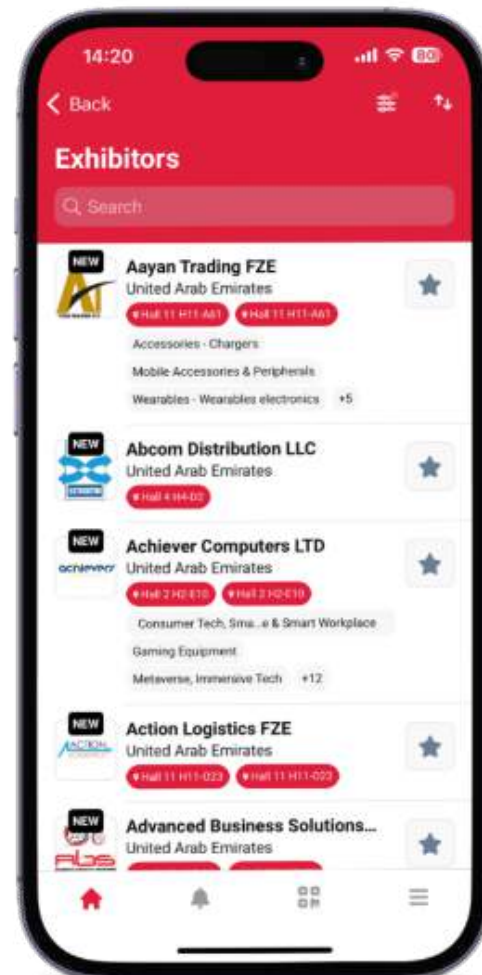 14:20
80
Back
Exhibitors
Search
NEW
Aayan Trading FZE
United Arab Emirates
Hall 11 H11-A61 Hall 11 H11-A61
Accessories - Chargers
Mobile Accessories & Peripherals
Wearables - Wearables electronics +5
NEW
Abcom Distribution LLC
United Arab Emirates
Hall 4 H4-D2
NEW
Achiever Computers LTD
United Arab Emirates
Hall 2 H2-E10 Hall 2 H2-E10
Consumer Tech, Sma...e & Smart Workplace
Gaming Equipment
Metaverse, Immersive Tech +12
NEW
ACTION
Action Logistics FZE
United Arab Emirates
Hall 11 H11-D23 Hall 11 H11-D23
NEW
Advanced Business Solutions...
United Arab Emirates